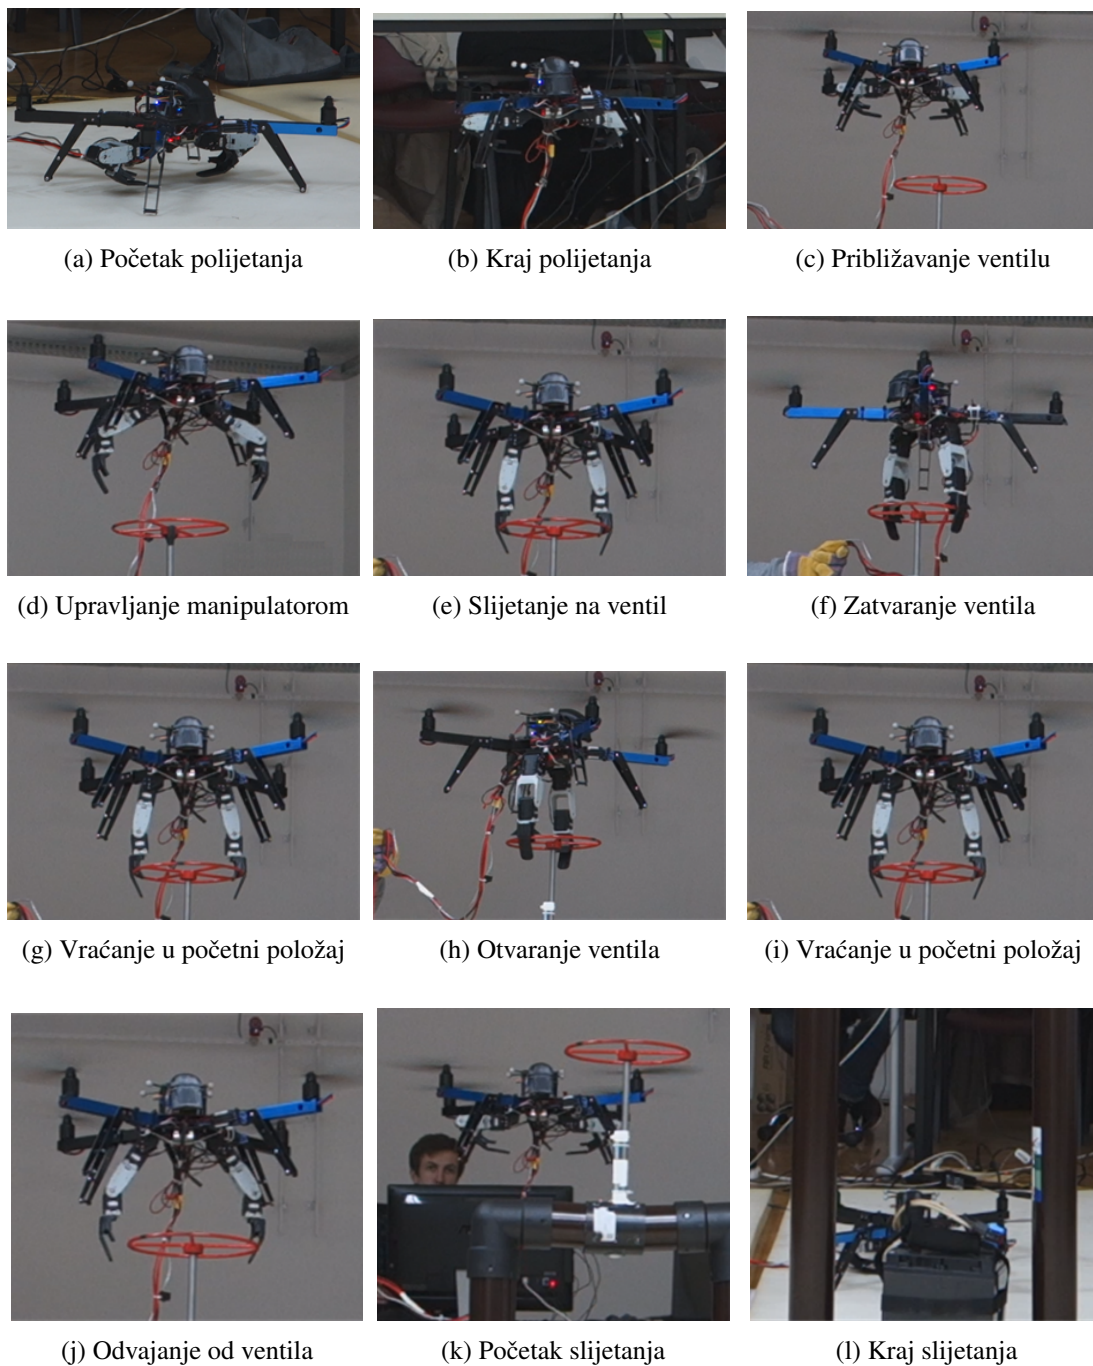 (a) Početak polijetanja
(b) Kraj polijetanja
(c) Približavanje ventilu
(d) Upravljanje manipulatorom
(e) Slijetanje na ventil
(f) Zatvaranje ventila
(g) Vraćanje u početni položaj
(h) Otvaranje ventila
(i) Vraćanje u početni položaj
(j) Odvajanje od ventila
(k) Početak slijetanja
(l) Kraj slijetanja